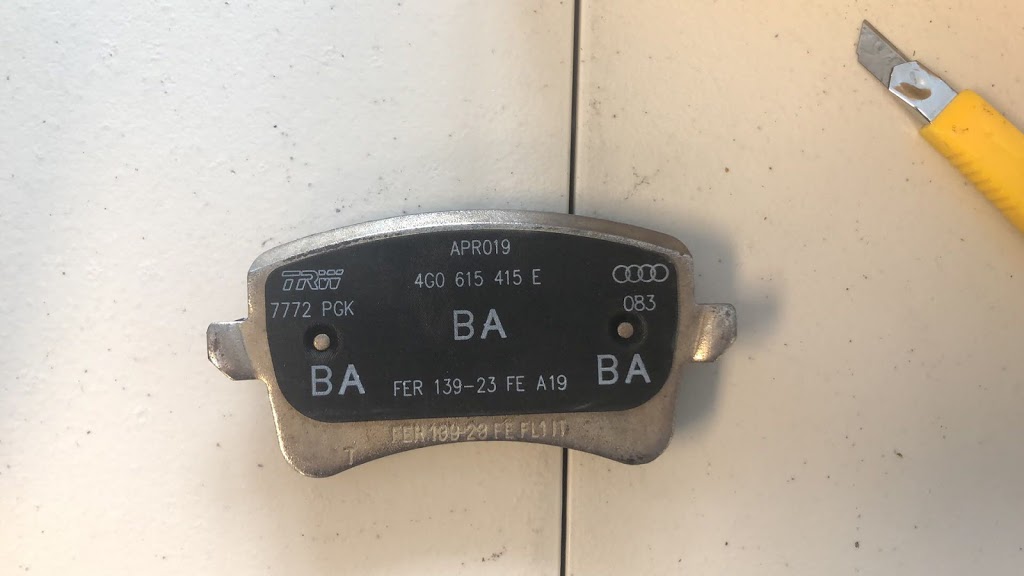 APR019
TRW
4G0 615 415 E
7772 PGK
0B3
BA
BA
BA
FER 139-23 FE A19
FER 139-23 FE FL1 IT
T